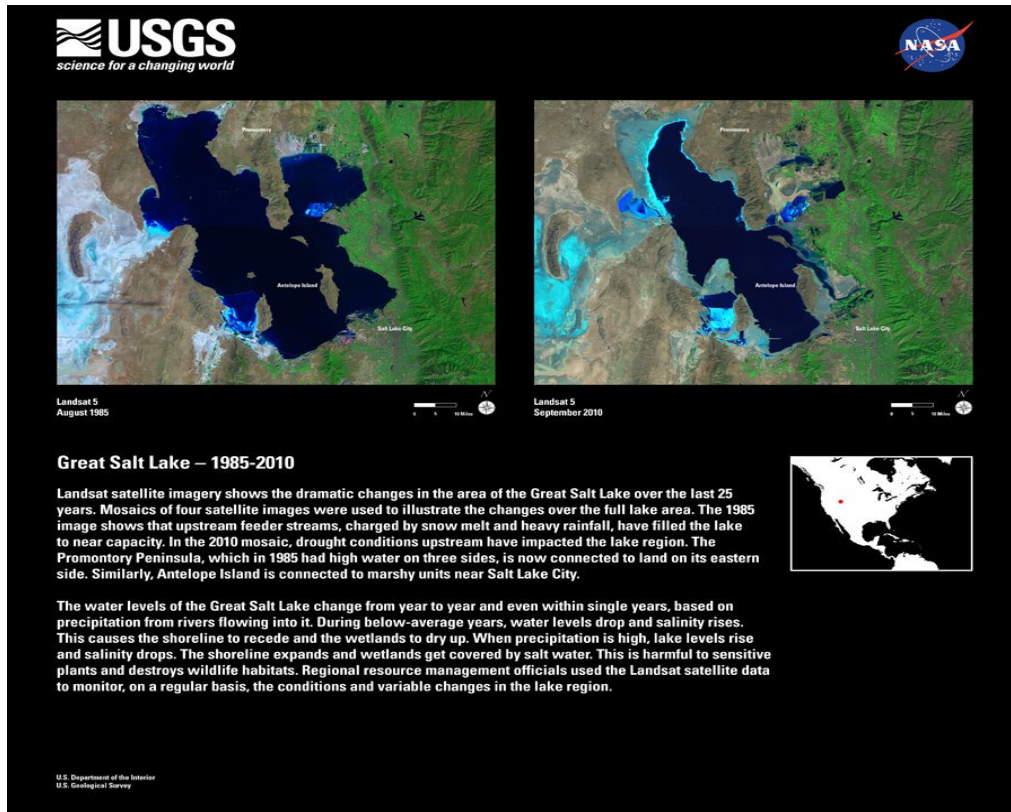 USGS
science for a changing world
NASA
Promontory
Antelope Island
Salt Lake City
Promontory
Antelope Island
Salt Lake City
Landsat 5
August 1985
N
0 5 10 Miles
Landsat 5
September 2010
N
0 5 10 Miles
Great Salt Lake – 1985-2010
Landsat satellite imagery shows the dramatic changes in the area of the Great Salt Lake over the last 25
years. Mosaics of four satellite images were used to illustrate the changes over the full lake area. The 1985
image shows that upstream feeder streams, charged by snow melt and heavy rainfall, have filled the lake
to near capacity. In the 2010 mosaic, drought conditions upstream have impacted the lake region. The
Promontory Peninsula, which in 1985 had high water on three sides, is now connected to land on its eastern
side. Similarly, Antelope Island is connected to marshy units near Salt Lake City.
The water levels of the Great Salt Lake change from year to year and even within single years, based on
precipitation from rivers flowing into it. During below-average years, water levels drop and salinity rises.
This causes the shoreline to recede and the wetlands to dry up. When precipitation is high, lake levels rise
and salinity drops. The shoreline expands and wetlands get covered by salt water. This is harmful to sensitive
plants and destroys wildlife habitats. Regional resource management officials used the Landsat satellite data
to monitor, on a regular basis, the conditions and variable changes in the lake region.
U.S. Department of the Interior
U.S. Geological Survey